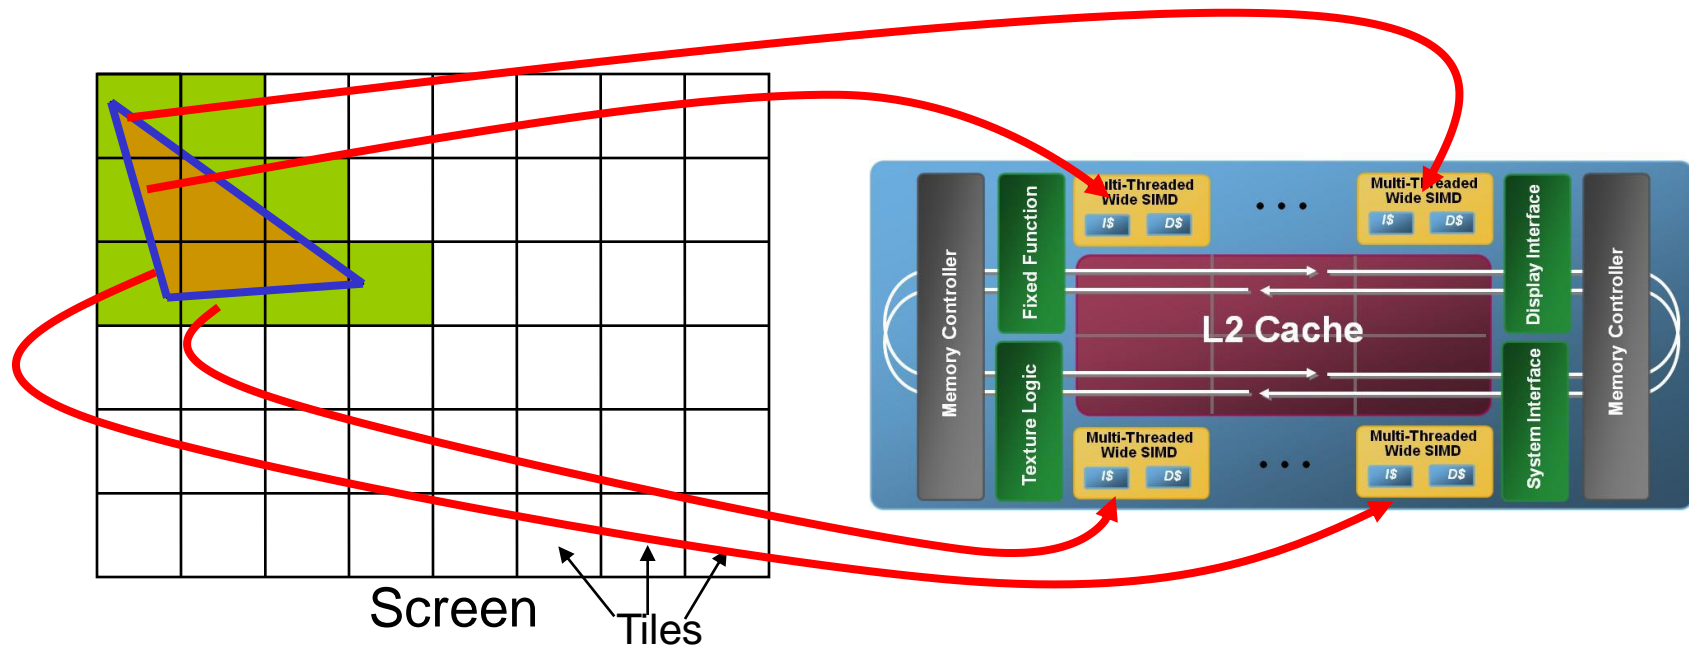 Screen
Tiles
Memory Controller
Fixed Function
Texture Logic
ulti-Threaded
Wide SIMD
I$ D$
Multi-Threaded
Wide SIMD
I$ D$
L2 Cache
Multi-Threaded
Wide SIMD
I$ D$
Multi-Threaded
Wide SIMD
I$ D$
Display Interface
System Interface
Memory Controller